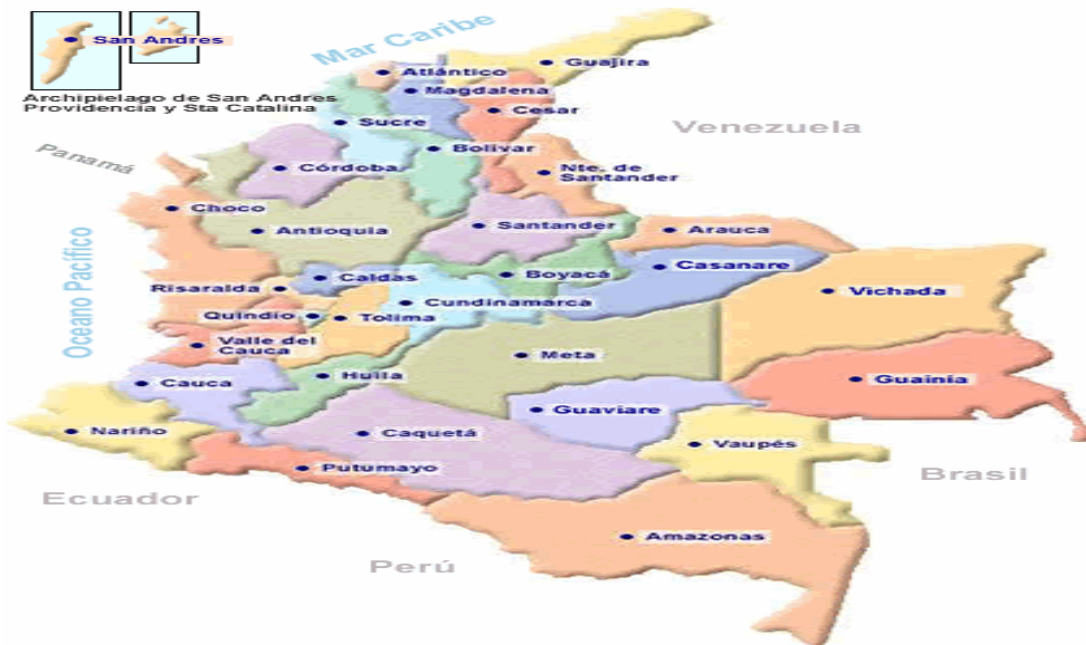 San Andres
Archipielago de San Andres
Providencia y Sta Catalina
Mar Caribe
Guajira
Atlántico
Magdalena
Cesar
Sucre
Bolivar
Venezuela
Panamá
Córdoba
Nte. de
Santander
Choco
Antioquia
Santander
Arauca
Oceano Pacífico
Caldas
Boyacá
Casanare
Risaralda
Cundinamarca
Vichada
Quindio
Tolima
Valle del
Cauca
Meta
Cauca
Huila
Guainia
Guaviare
Nariño
Caquetá
Vaupés
Putumayo
Brasil
Ecuador
Amazonas
Perú